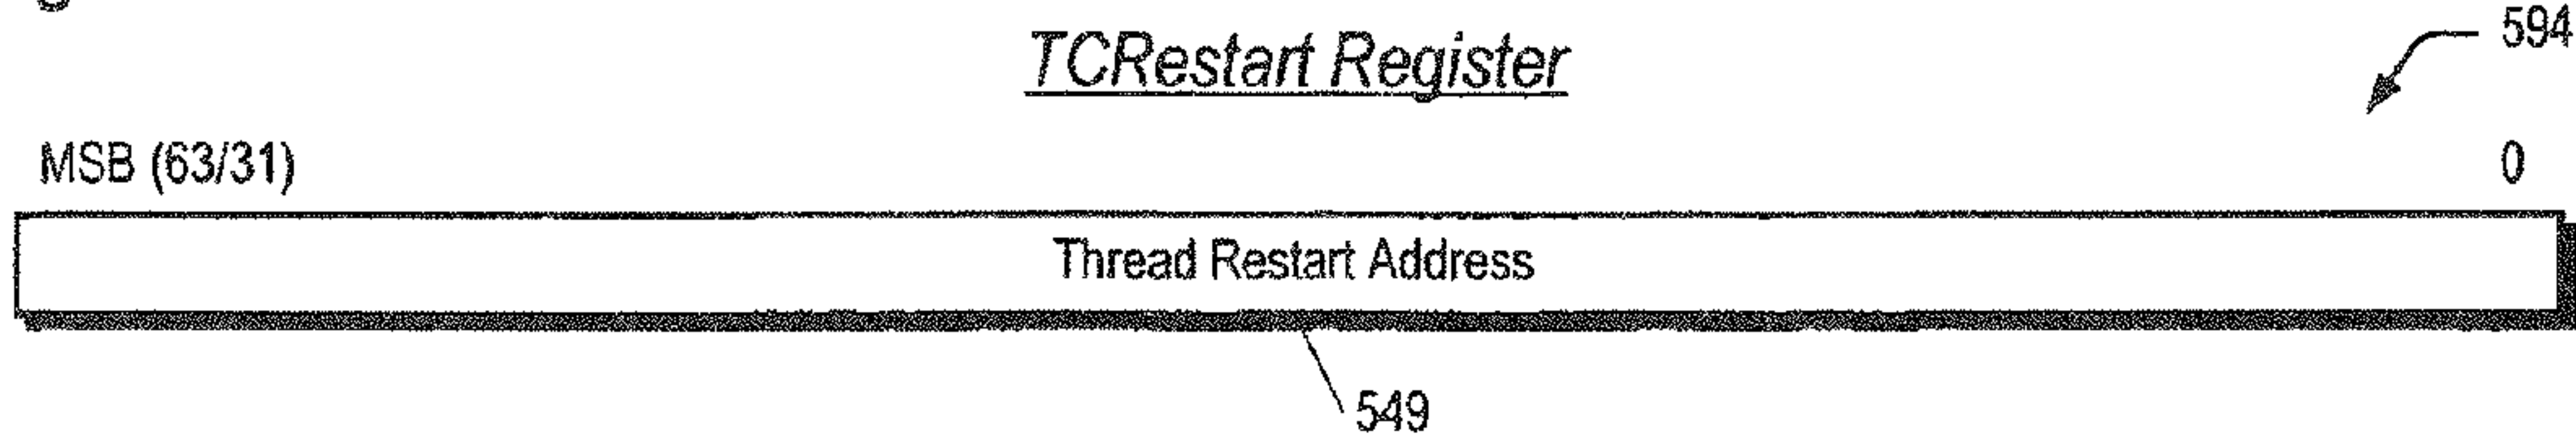 TCRestart Register
594
MSB (63/31) 0
Thread Restart Address
549